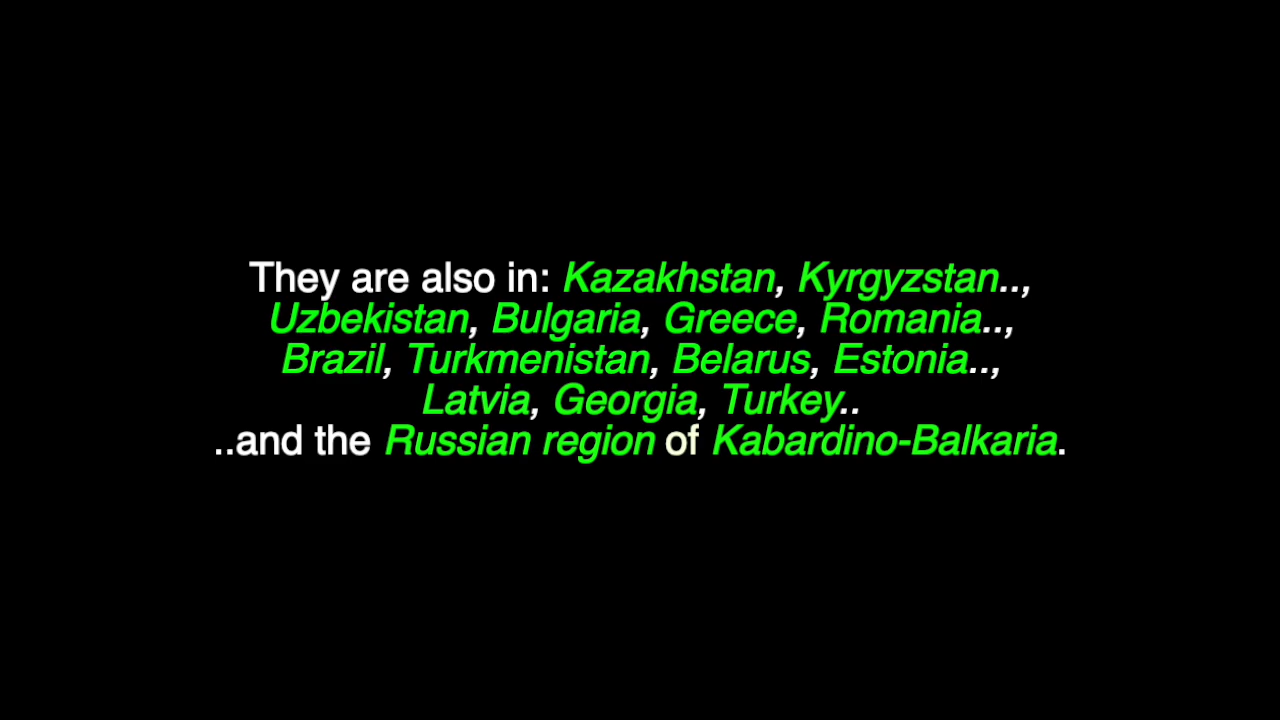 They are also in: Kazakhstan, Kyrgyzstan..,
Uzbekistan, Bulgaria, Greece, Romania..,
Brazil, Turkmenistan, Belarus, Estonia..,
Latvia, Georgia, Turkey..
..and the Russian region of Kabardino-Balkaria.